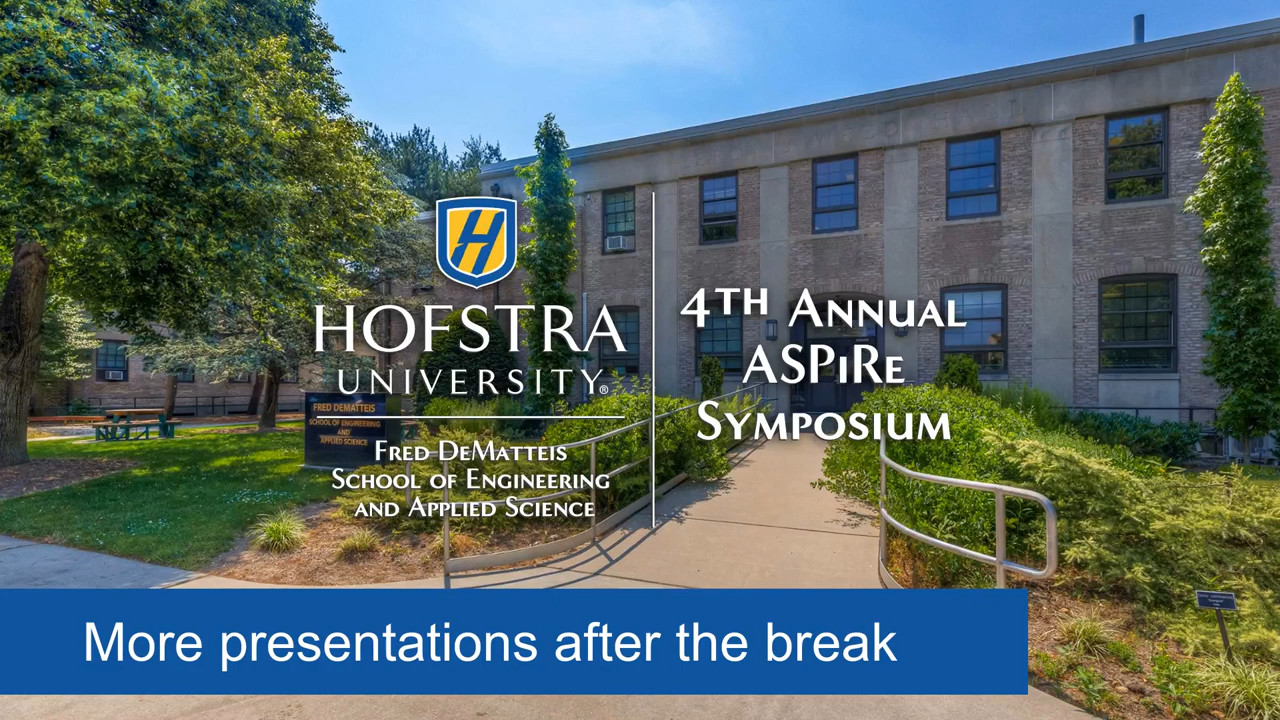 H
HOFSTRA
UNIVERSITY®
FRED DEMATTEIS
SCHOOL OF ENGINEERING
AND APPLIED SCIENCE
4TH ANNUAL
ASPiRe
SYMPOSIUM
FRED DEMATTEIS
SCHOOL OF ENGINEERING
AND
APPLIED SCIENCE
More presentations after the break